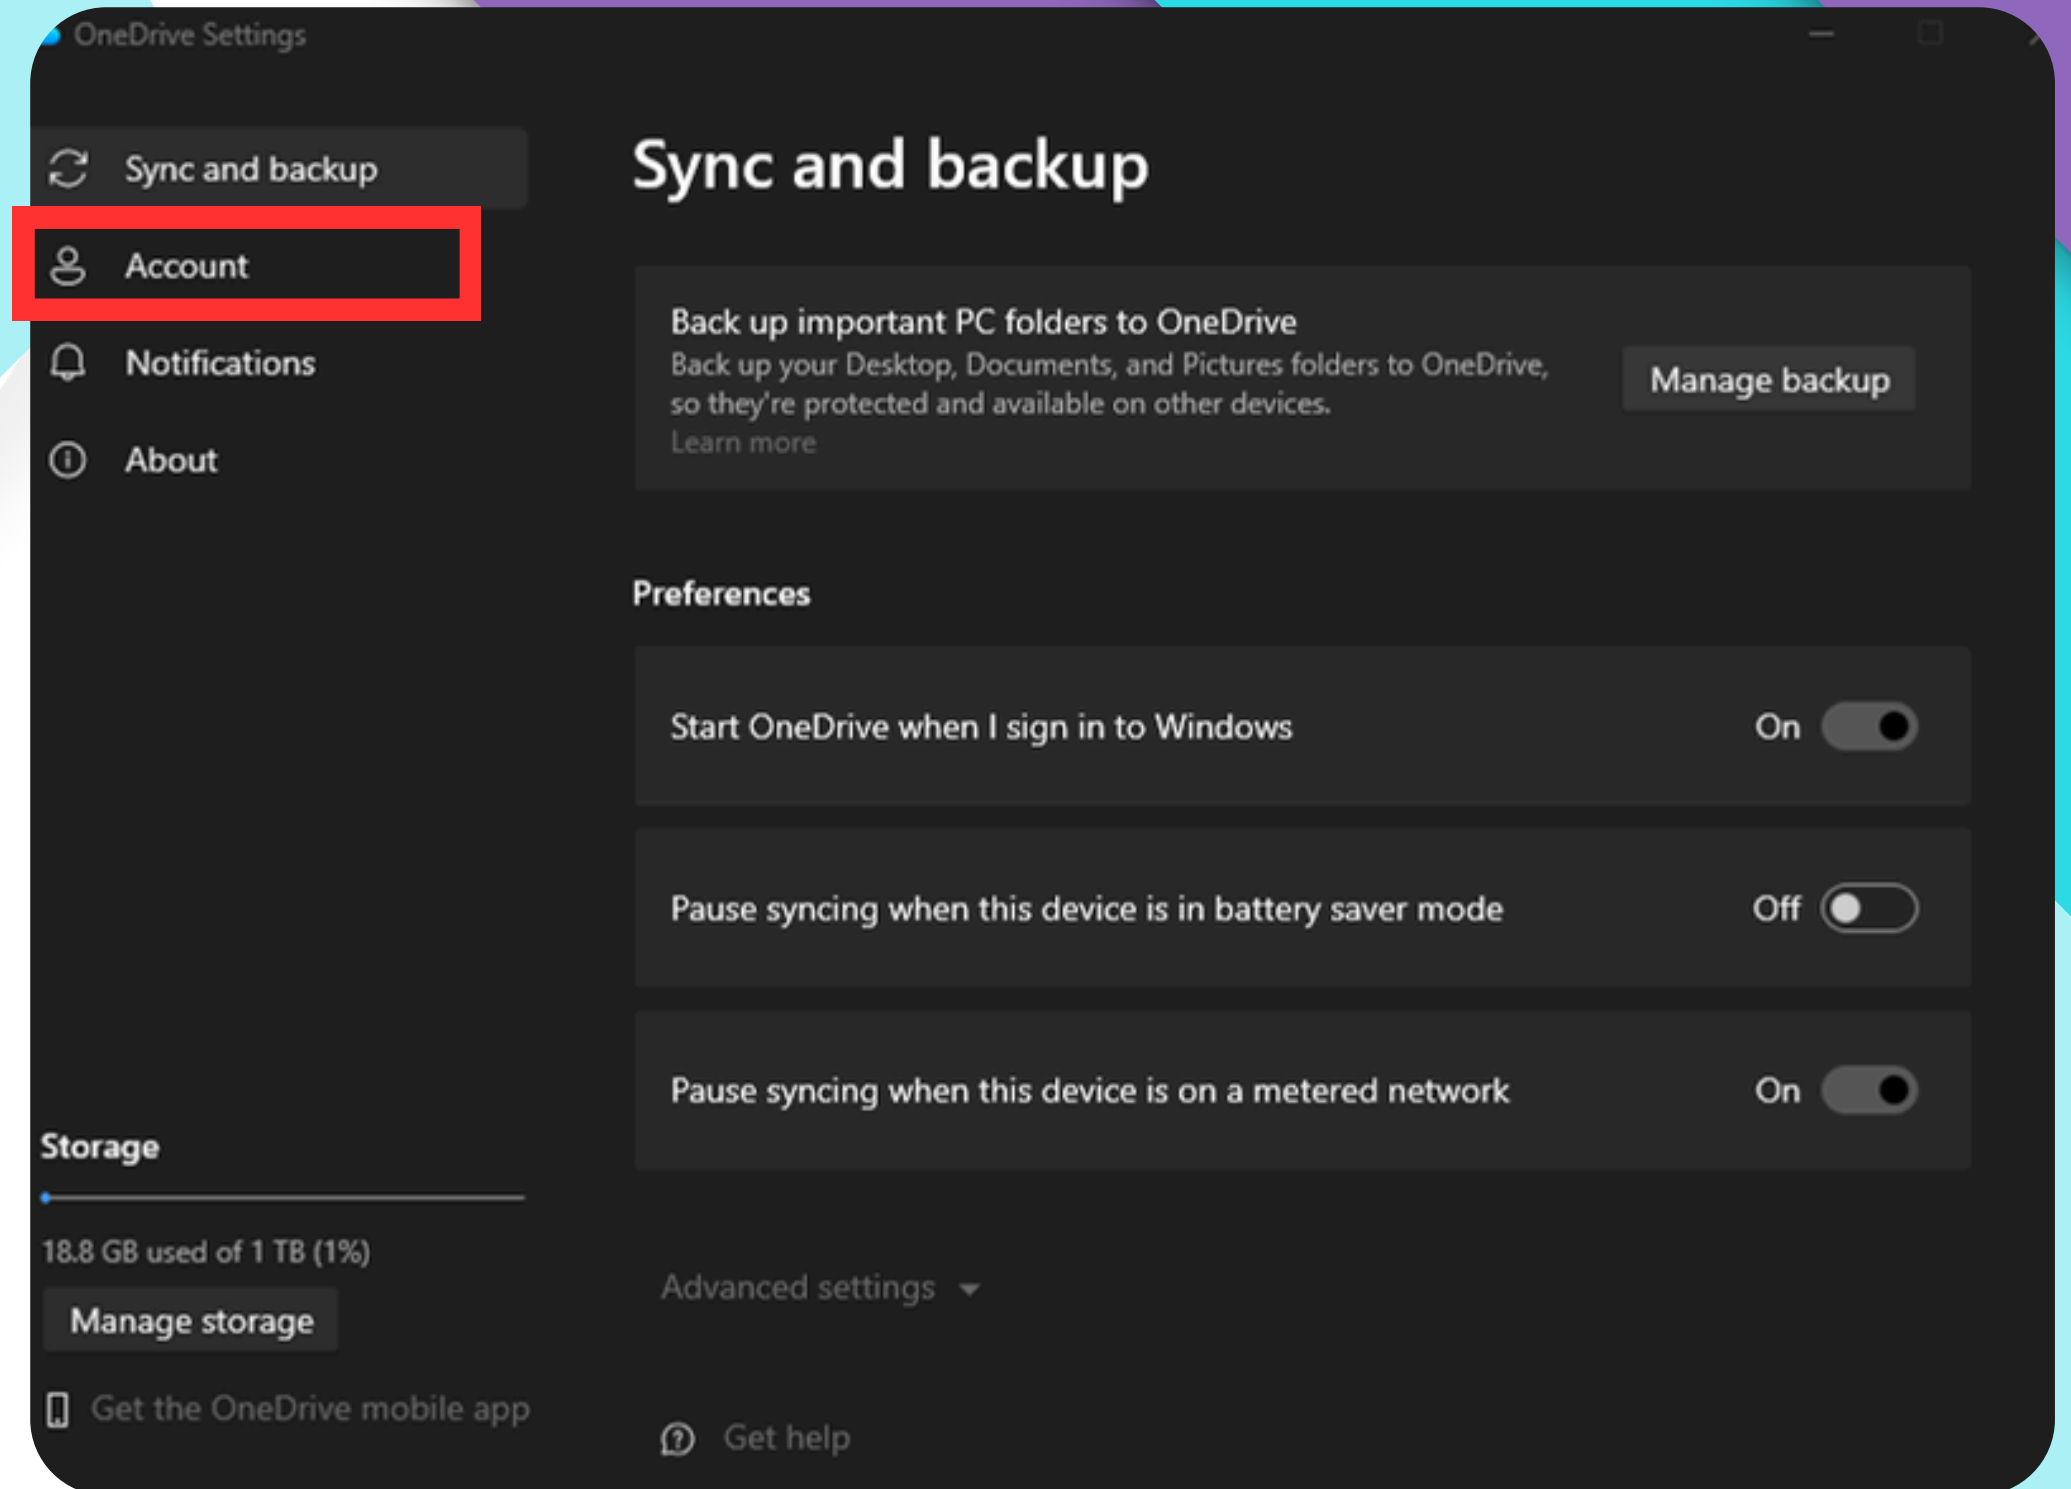 OneDrive Settings
Sync and backup
Account
Notifications
About
Storage
18.8 GB used of 1 TB (1%)
Manage storage
Get the OneDrive mobile app
Sync and backup
Back up important PC folders to OneDrive
Back up your Desktop, Documents, and Pictures folders to OneDrive,
so they're protected and available on other devices.
Learn more
Manage backup
Preferences
Start OneDrive when I sign in to Windows
On
Pause syncing when this device is in battery saver mode
Off
Pause syncing when this device is on a metered network
On
Advanced settings
Get help